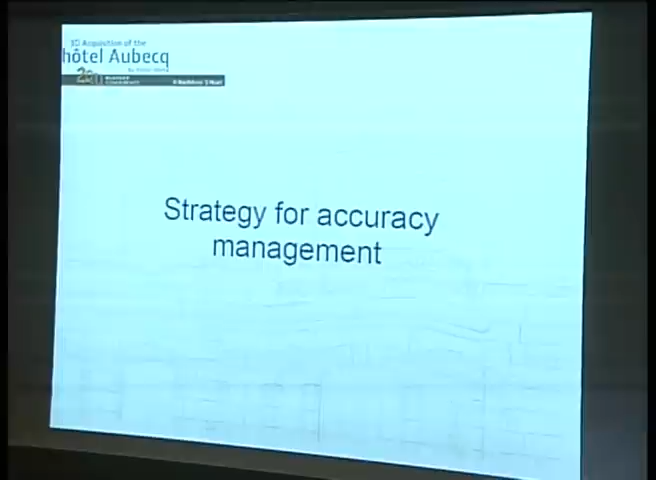 3D Acquisition of the
hôtel Aubecq
Strategy for accuracy
management